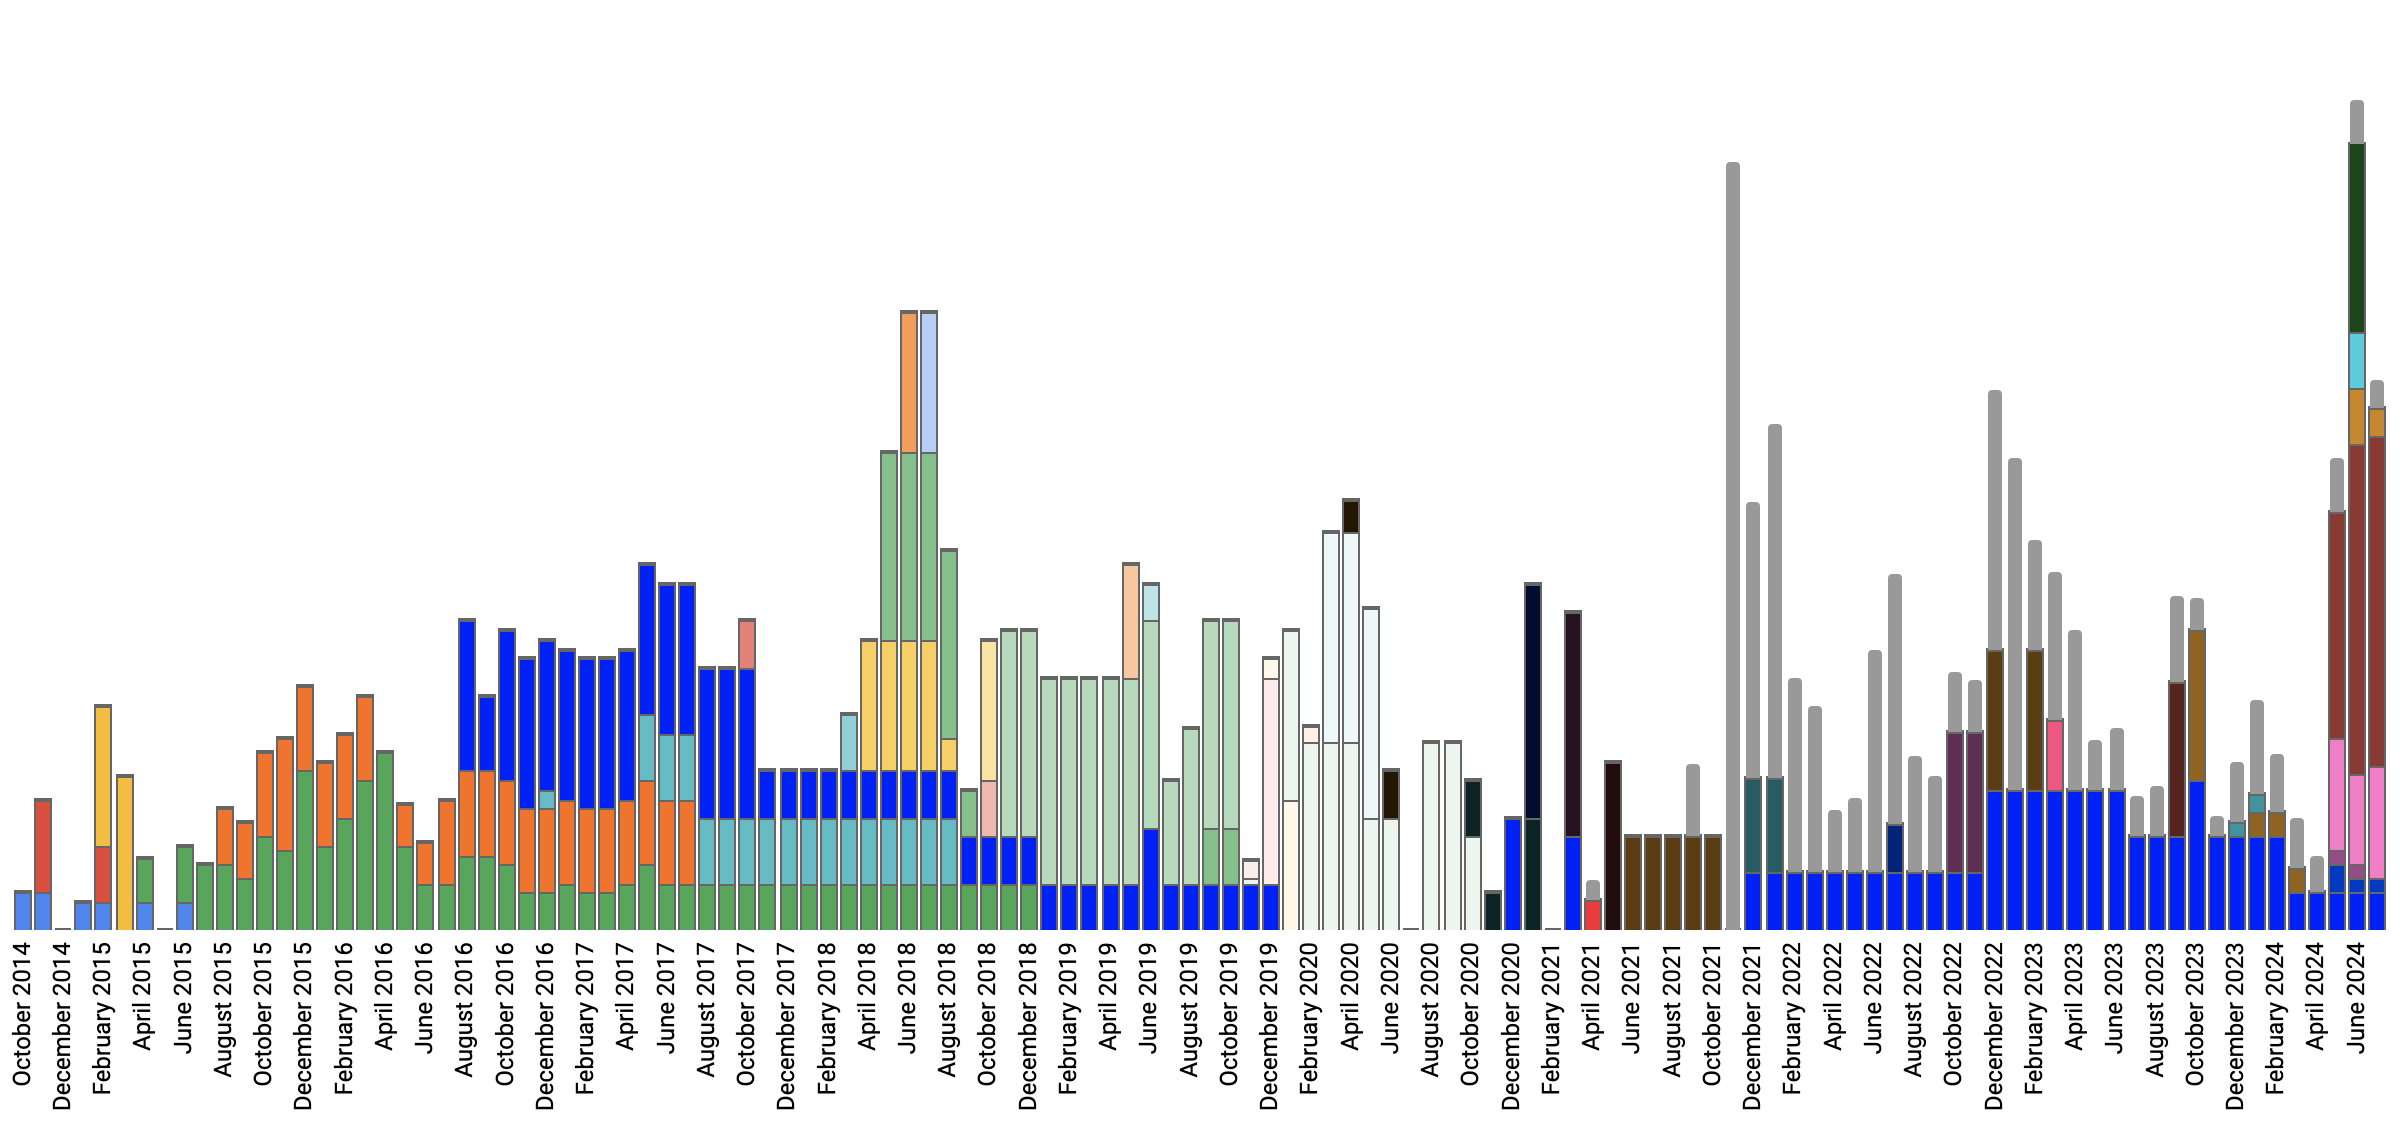 October 2014
December 2014
February 2015
April 2015
June 2015
August 2015
October 2015
December 2015
February 2016
April 2016
June 2016
August 2016
October 2016
December 2016
February 2017
April 2017
June 2017
August 2017
October 2017
December 2017
February 2018
April 2018
June 2018
August 2018
October 2018
December 2018
February 2019
April 2019
June 2019
August 2019
October 2019
December 2019
February 2020
April 2020
June 2020
August 2020
October 2020
December 2020
February 2021
April 2021
June 2021
August 2021
October 2021
December 2021
February 2022
April 2022
June 2022
August 2022
October 2022
December 2022
February 2023
April 2023
June 2023
August 2023
October 2023
December 2023
February 2024
April 2024
June 2024